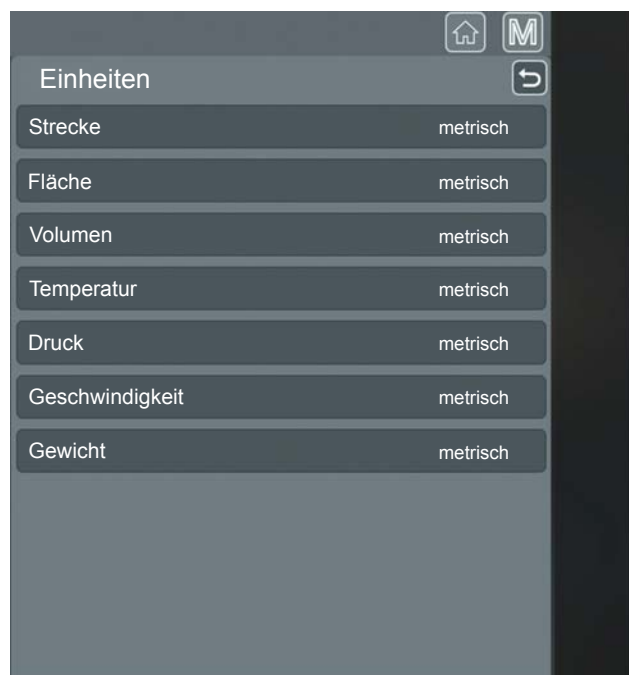 M
Einheiten
Strecke metrisch
Fläche metrisch
Volumen metrisch
Temperatur metrisch
Druck metrisch
Geschwindigkeit metrisch
Gewicht metrisch